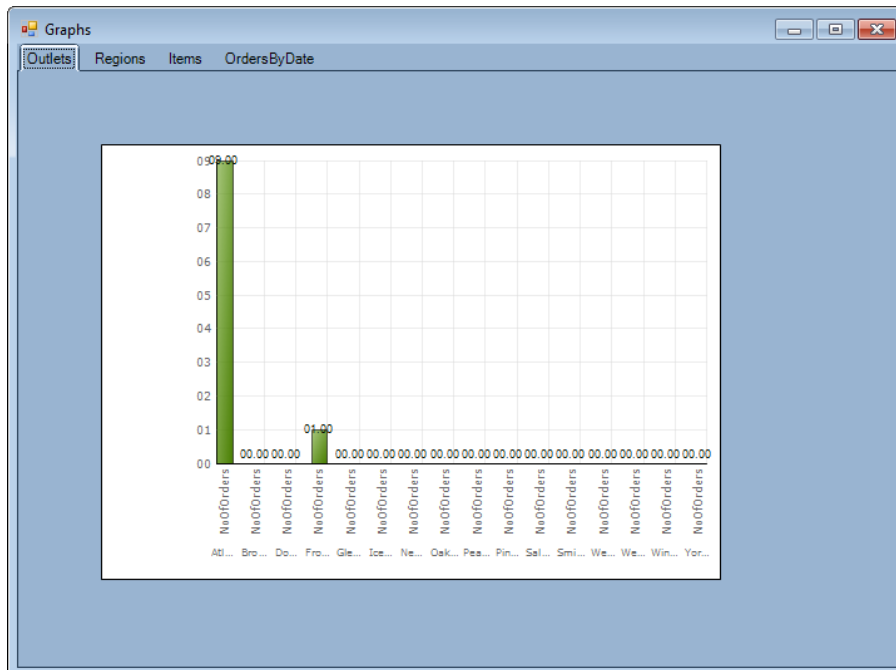 Graphs
Outlets Regions Items OrdersByDate
09 09.00
08
07
06
05
04
03
02
01 01.00
00 00.00 00.00 00.00 00.00 00.00 00.00 00.00 00.00 00.00 00.00 00.00 00.00 00.00 00.00
NoOfOrders NoOfOrders NoOfOrders NoOfOrders NoOfOrders NoOfOrders NoOfOrders NoOfOrders NoOfOrders NoOfOrders NoOfOrders NoOfOrders NoOfOrders NoOfOrders NoOfOrders NoOfOrders
Atl... Bro... Do... Fro... Gle... Ice... Ne... Oak... Pea... Pin... Sal... Smi... We... We... Win... Yor...